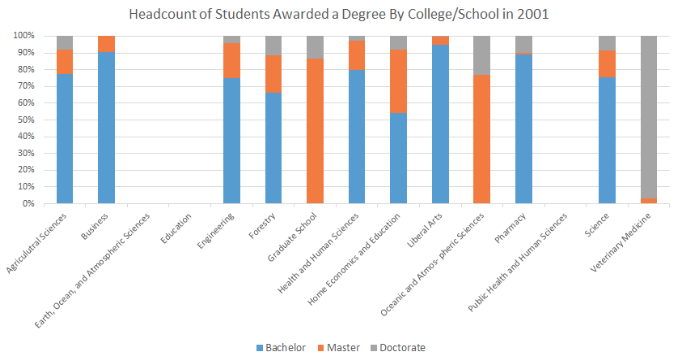 Headcount of Students Awarded a Degree By College/School in 2001
100%
90%
80%
70%
60%
50%
40%
30%
20%
10%
0%
Agriculutral Sciences
Business
Earth, Ocean, and Atmospheric Sciences
Education
Engineering
Forestry
Graduate School
Health and Human Sciences
Home Economics and Education
Liberal Arts
Oceanic and Atmos- pheric Sciences
Pharmacy
Public Health and Human Sciences
Science
Veterinary Medicine
Bachelor Master Doctorate